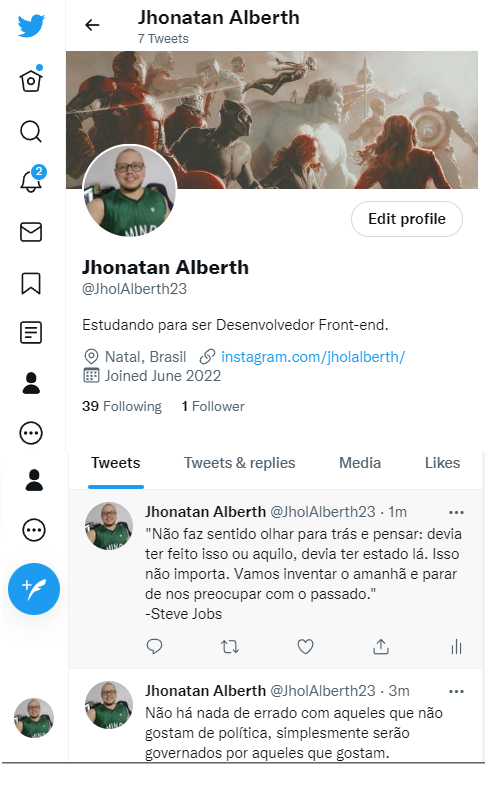 Jhonatan Alberth
7 Tweets
2
Edit profile
Jhonatan Alberth
@JholAlberth23
Estudando para ser Desenvolvedor Front-end.
Natal, Brasil instagram.com/jholalberth/
Joined June 2022
39 Following 1 Follower
Tweets Tweets & replies Media Likes
Jhonatan Alberth @JholAlberth23 · 1m
"Não faz sentido olhar para trás e pensar: devia
ter feito isso ou aquilo, devia ter estado lá. Isso
não importa. Vamos inventar o amanhã e parar
de nos preocupar com o passado."
-Steve Jobs
Jhonatan Alberth @JholAlberth23 · 3m
Não há nada de errado com aqueles que não
gostam de política, simplesmente serão
governados por aqueles que gostam.